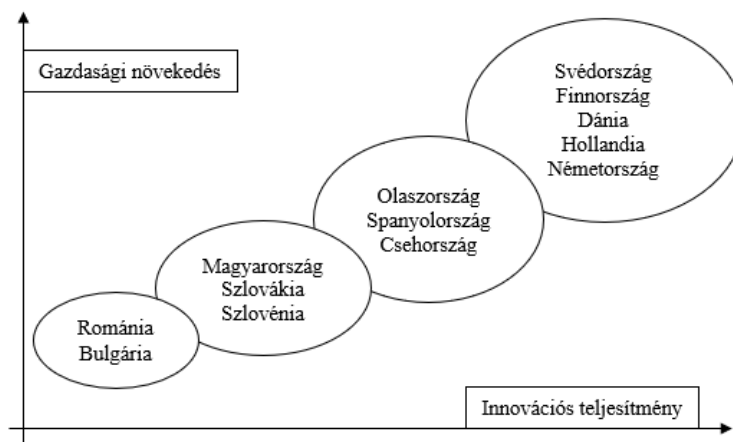 Gazdasági növekedés
Svédország
Finnország
Dánia
Hollandia
Németország
Olaszország
Spanyolország
Csehország
Magyarország
Szlovákia
Szlovénia
Románia
Bulgária
Innovációs teljesítmény